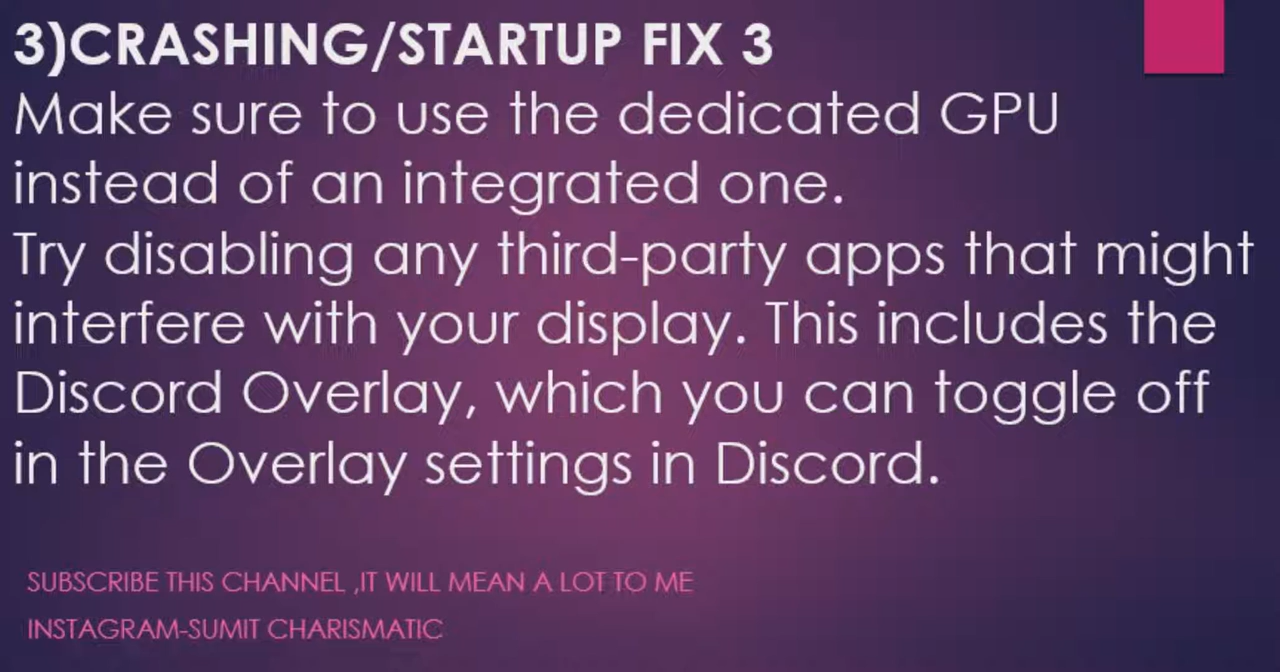 3)CRASHING/STARTUP FIX 3
Make sure to use the dedicated GPU
instead of an integrated one.
Try disabling any third-party apps that might
interfere with your display. This includes the
Discord Overlay, which you can toggle off
in the Overlay settings in Discord.
SUBSCRIBE THIS CHANNEL ,IT WILL MEAN A LOT TO ME
INSTAGRAM-SUMIT CHARISMATIC